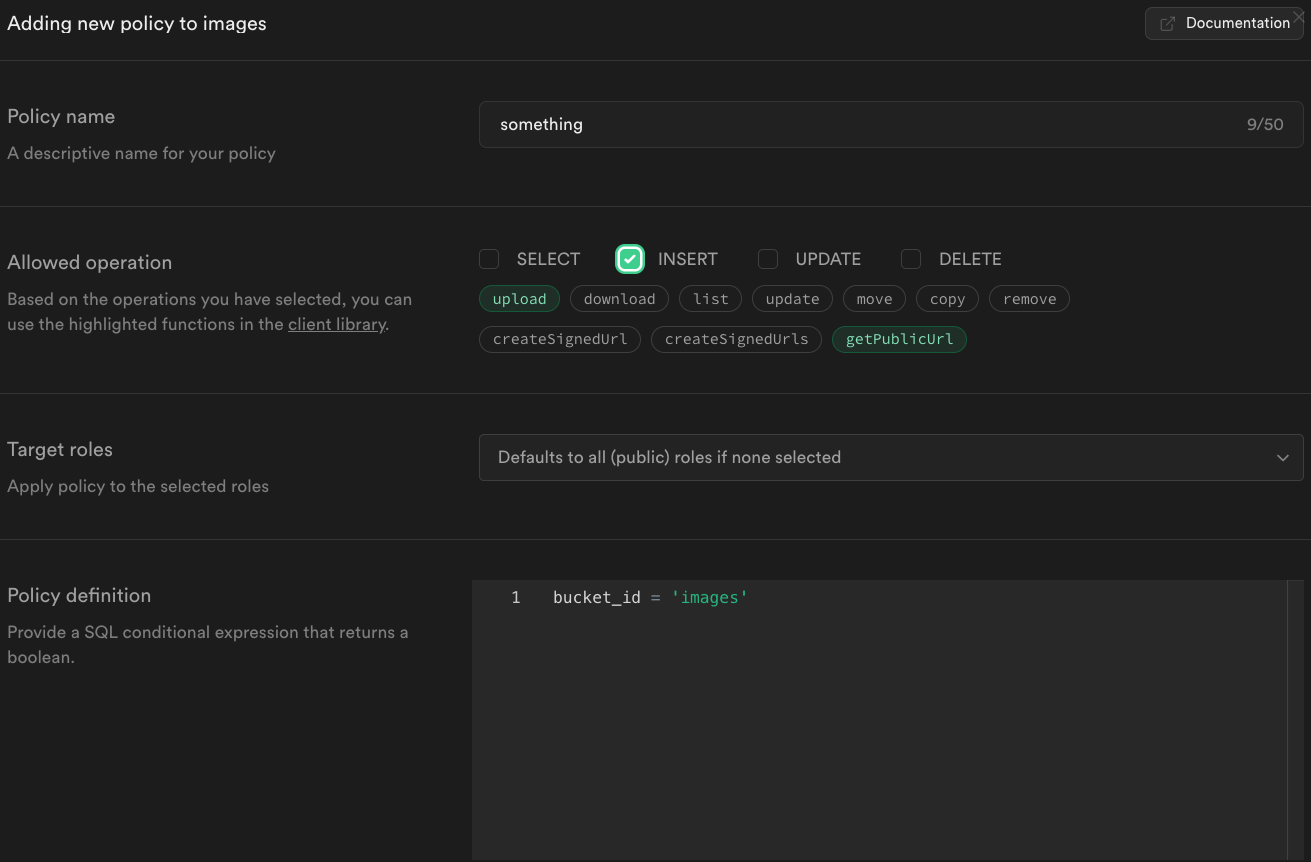 Adding new policy to images
Documentation
Policy name
A descriptive name for your policy
something
9/50
Allowed operation
Based on the operations you have selected, you can
use the highlighted functions in the client library.
SELECT INSERT UPDATE DELETE
upload download list update move copy remove
createSignedUrl createSignedUrls getPublicUrl
Target roles
Apply policy to the selected roles
Defaults to all (public) roles if none selected
Policy definition
Provide a SQL conditional expression that returns a
boolean.
1 bucket_id = 'images'